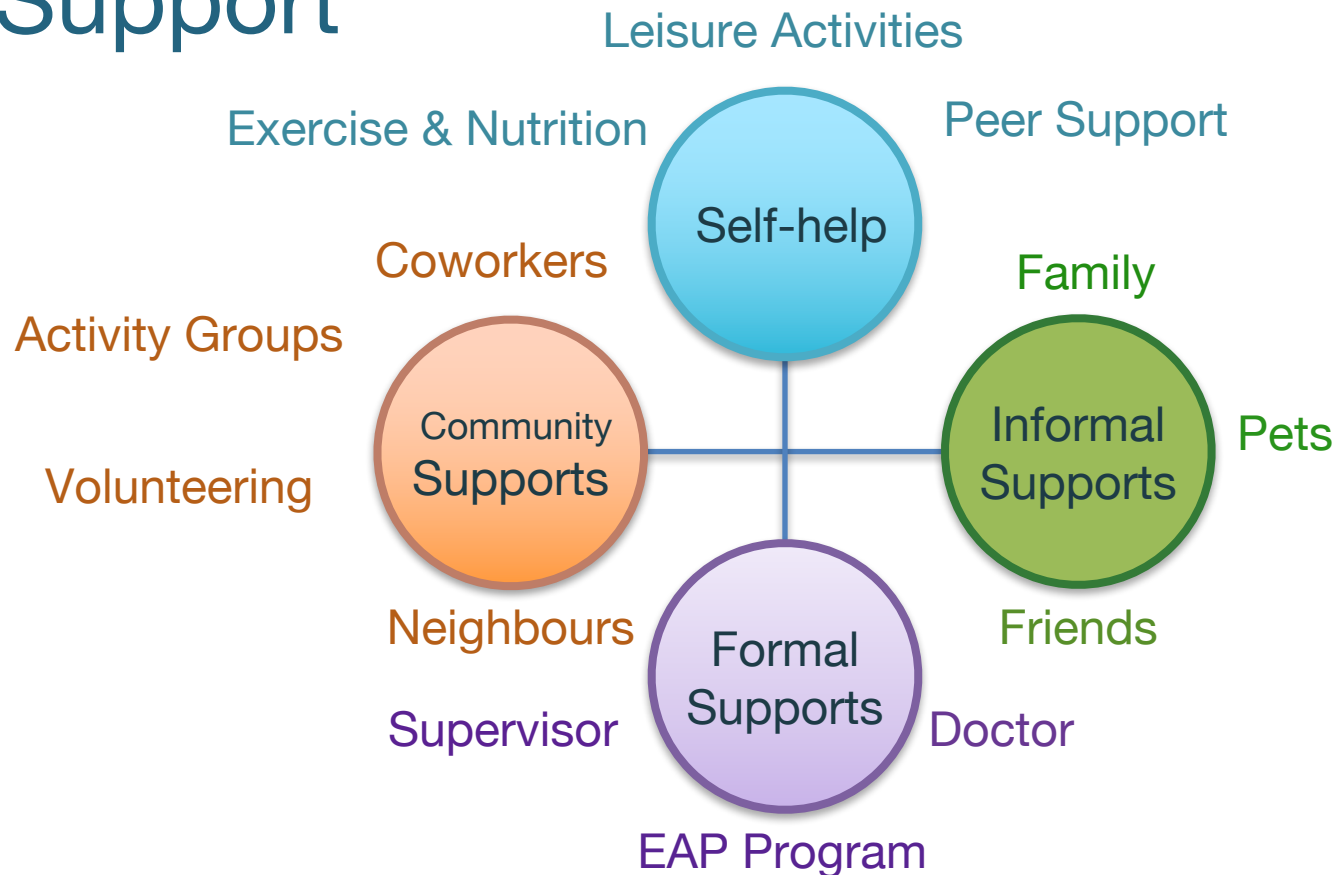 Support
Leisure Activities
Exercise & Nutrition
Peer Support
Self-help
Coworkers
Family
Activity Groups
Community
Supports
Informal
Supports
Pets
Volunteering
Neighbours
Friends
Formal
Supports
Supervisor
Doctor
EAP Program